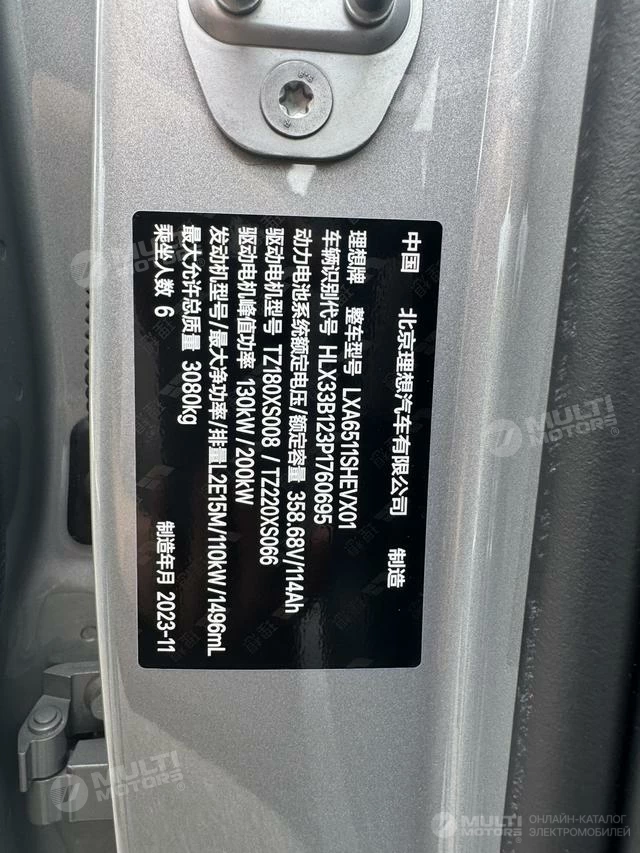 中国 北京理想汽车有限公司 制造
理想牌 整车型号 LXA6511SHEVX01
车辆识别代号 HLX33B123P1760695
动力电池系统额定电压/额定容量 358.68V/114Ah
驱动电机型号 TZ180XS008 / TZ220XS066
驱动电机峰值功率 130kW/200kW
发动机型号/最大净功率/排量L2E15M/110kW/1496mL
最大允许总质量 3080kg
乘坐人数 6 制造年月 2023-11
MULTI MOTORS
MULTI MOTORS
MULTI MOTORS
MULTI MOTORS
MULTI MOTORS
ОНЛАЙН-КАТАЛОГ
ЭЛЕКТРОМОБИЛЕЙ